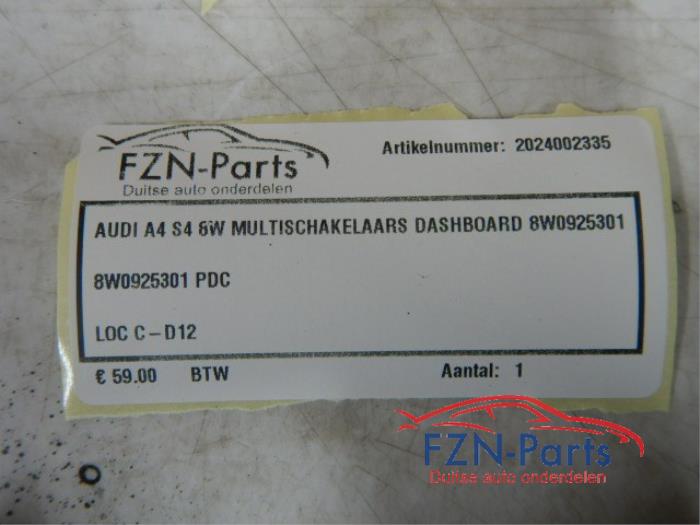 FZN-Parts
Duitse auto onderdelen
Artikelnummer: 2024002335
AUDI A4 S4 8W MULTISCHAKELAARS DASHBOARD 8W0925301
8W0925301 PDC
LOC C-D12
€ 59.00 BTW Aantal: 1
FZN-Parts
Duitse auto onderdelen